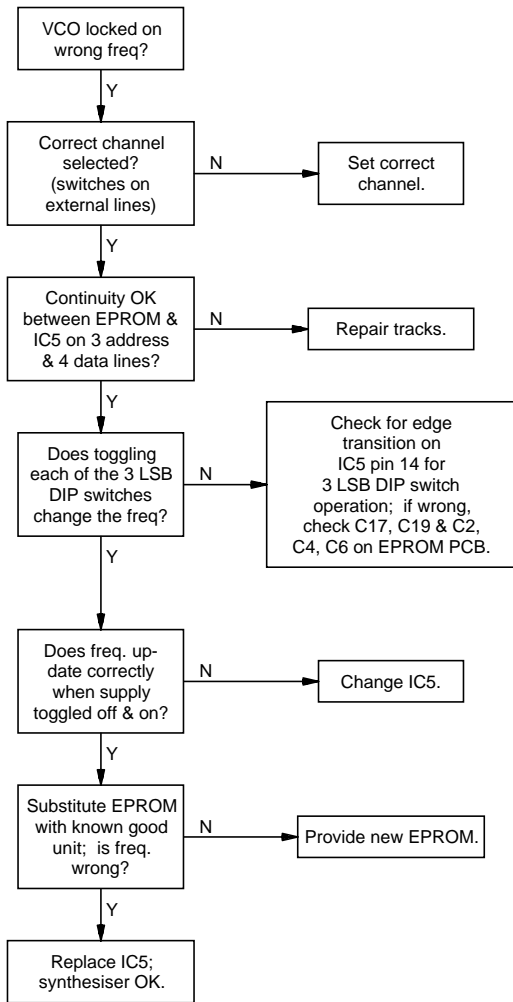 VCO locked on
wrong freq?
Y
Correct channel
selected?
(switches on
external lines)
N
Set correct
channel.
Y
Continuity OK
between EPROM &
IC5 on 3 address
& 4 data lines?
N
Repair tracks.
Y
Does toggling
each of the 3 LSB
DIP switches
change the freq?
N
Check for edge
transition on
IC5 pin 14 for
3 LSB DIP switch
operation; if wrong,
check C17, C19 & C2,
C4, C6 on EPROM PCB.
Y
Does freq. up-
date correctly
when supply
toggled off & on?
N
Change IC5.
Y
Substitute EPROM
with known good
unit; is freq.
wrong?
N
Provide new EPROM.
Y
Replace IC5;
synthesiser OK.